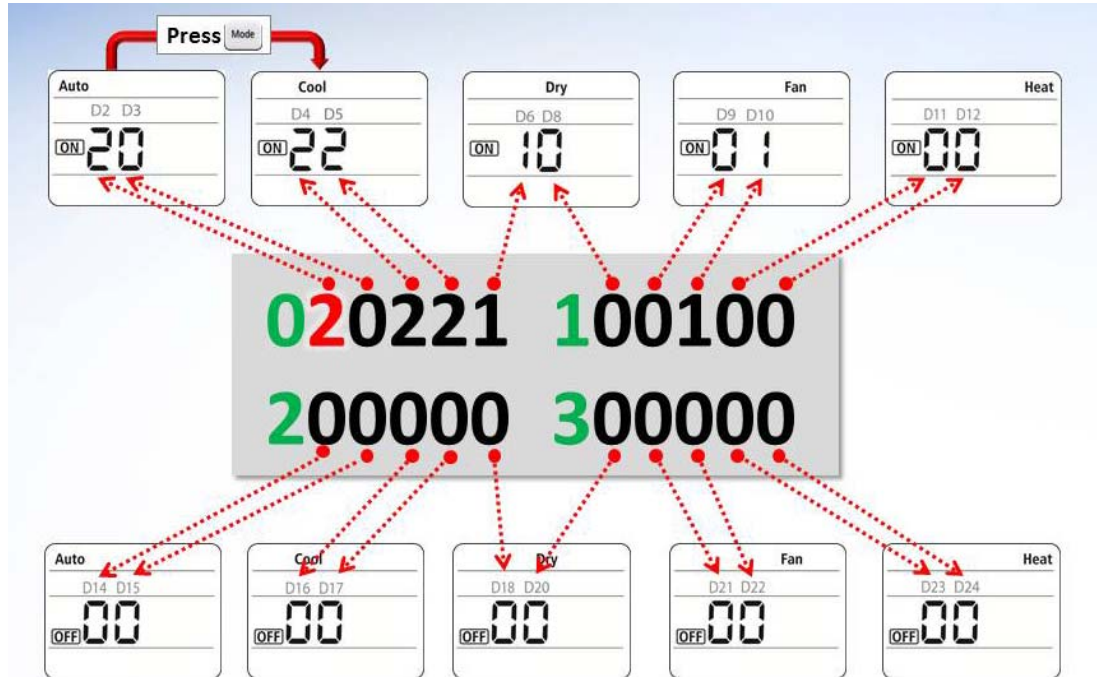 Press Mode
Auto
Cool
Dry
Fan
Heat
D2 D3
D4 D5
D6 D8
D9 D10
D11 D12
ON 20
ON 22
ON 10
ON 01
ON 00
020221 100100
200000 300000
Auto
Cool
Dry
Fan
Heat
D14 D15
D16 D17
D18 D20
D21 D22
D23 D24
OFF 00
OFF 00
OFF 00
OFF 00
OFF 00